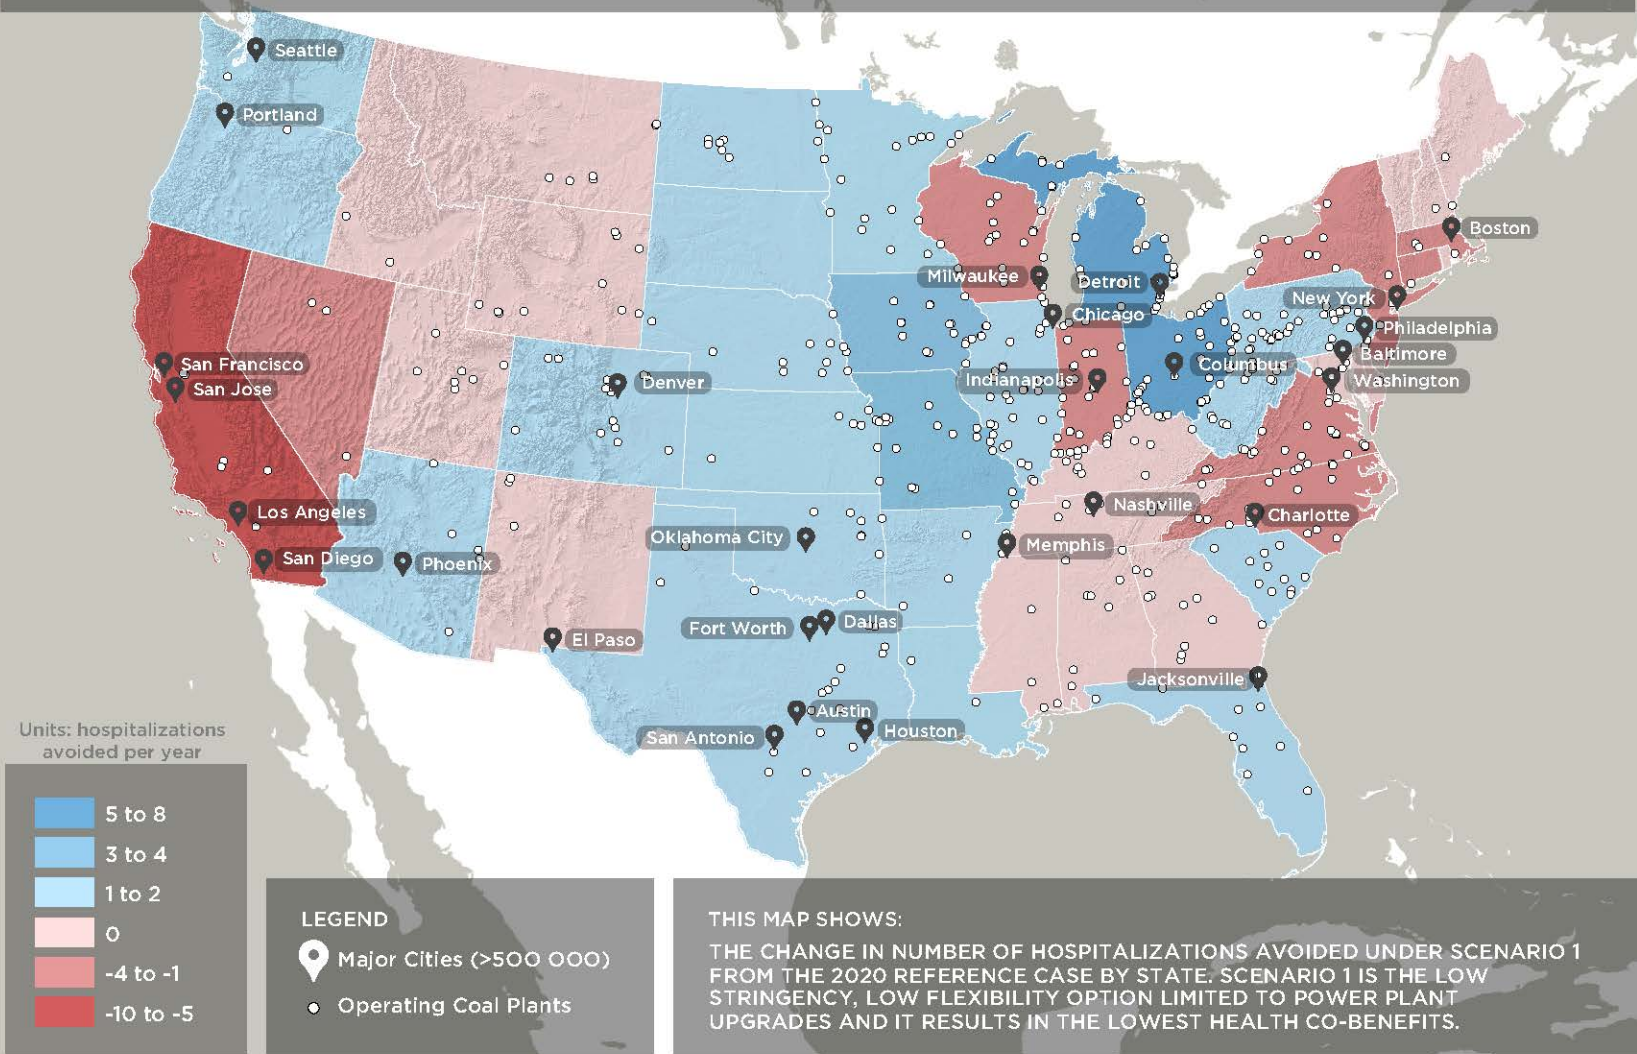 Seattle
Portland
Boston
Milwaukee
Detroit
New York
Chicago
Philadelphia
San Francisco
Columbus
Baltimore
San Jose
Denver
Indianapolis
Washington
Los Angeles
Nashville
Charlotte
Oklahoma City
Memphis
San Diego
Phoenix
Fort Worth
Dallas
El Paso
Jacksonville
Austin
San Antonio
Houston
Units: hospitalizations
avoided per year
5 to 8
3 to 4
1 to 2
0
-4 to -1
-10 to -5
LEGEND
Major Cities (>500 000)
Operating Coal Plants
THIS MAP SHOWS:
THE CHANGE IN NUMBER OF HOSPITALIZATIONS AVOIDED UNDER SCENARIO 1
FROM THE 2020 REFERENCE CASE BY STATE. SCENARIO 1 IS THE LOW
STRINGENCY, LOW FLEXIBILITY OPTION LIMITED TO POWER PLANT
UPGRADES AND IT RESULTS IN THE LOWEST HEALTH CO-BENEFITS.